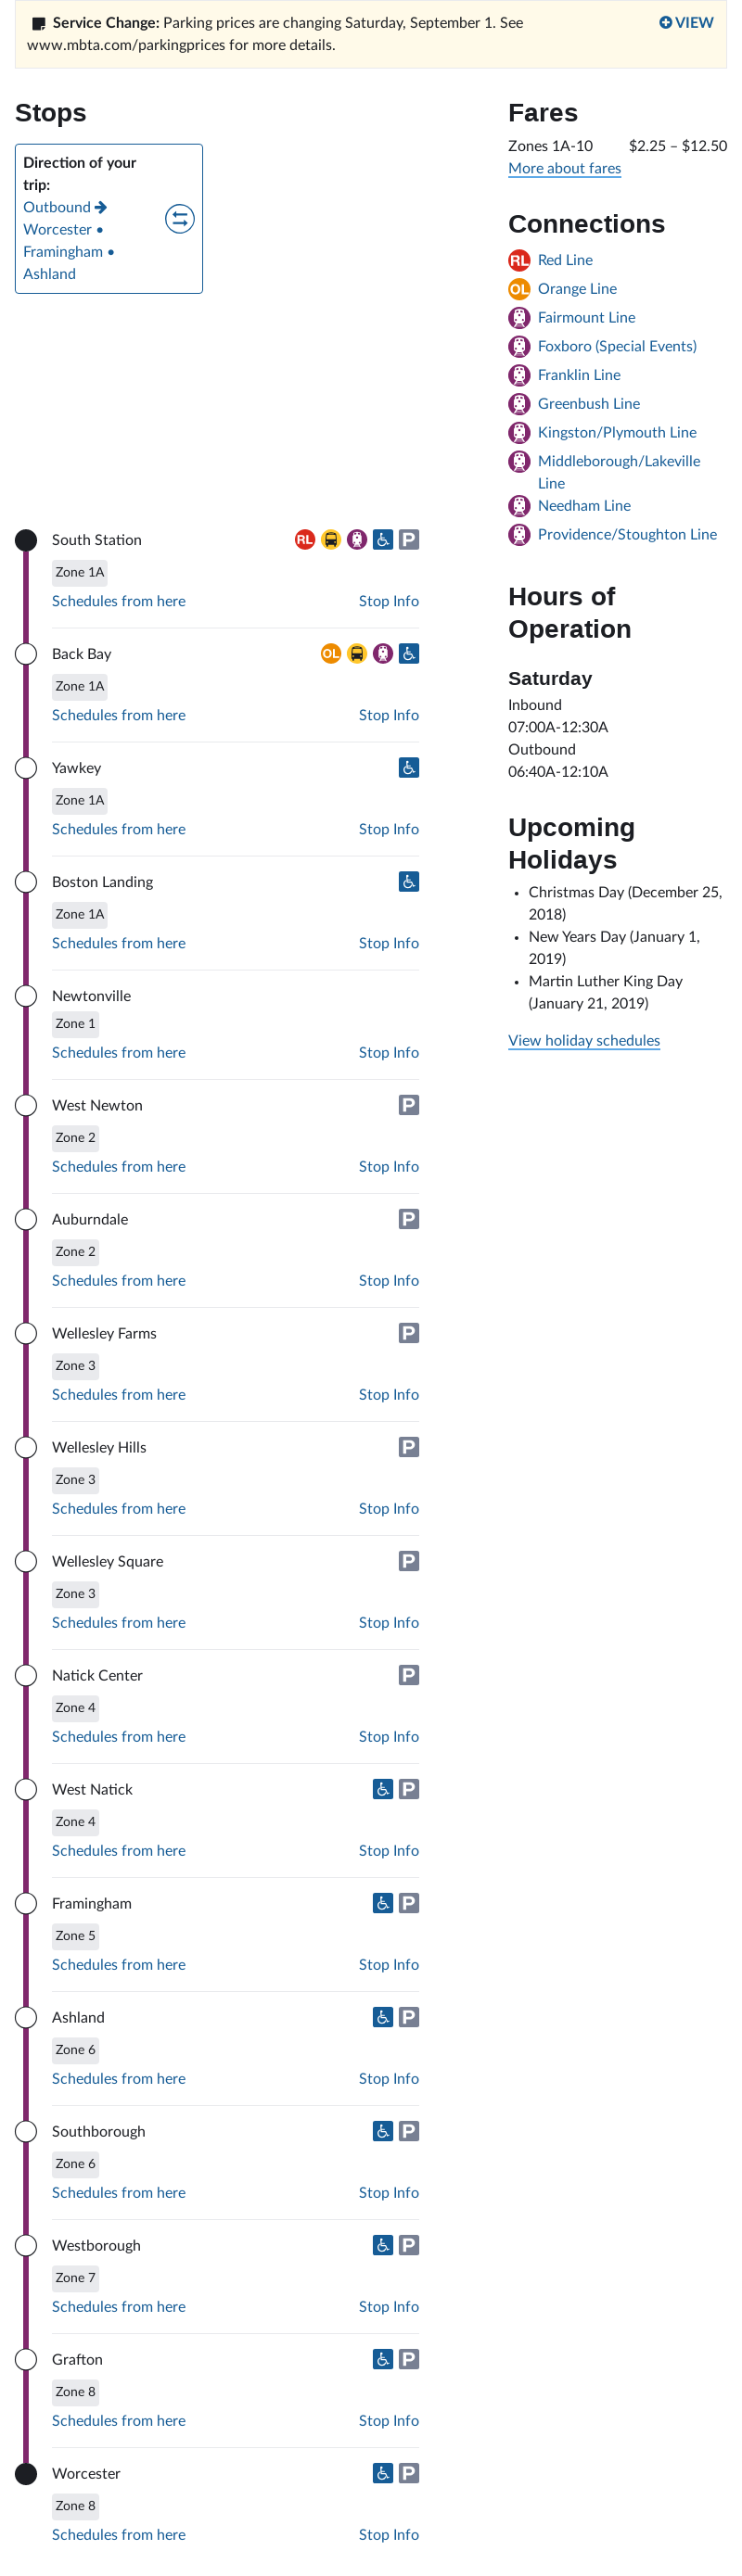 Service Change: Parking prices are changing Saturday, September 1. See
www.mbta.com/parkingprices for more details.
VIEW
Stops
Direction of your
trip:
Outbound
Worcester •
Framingham •
Ashland
South Station
RL
P
Zone 1A
Schedules from here Stop Info
Back Bay
OL
Zone 1A
Schedules from here Stop Info
Yawkey
Zone 1A
Schedules from here Stop Info
Boston Landing
Zone 1A
Schedules from here Stop Info
Newtonville
Zone 1
Schedules from here Stop Info
West Newton P
Zone 2
Schedules from here Stop Info
Auburndale P
Zone 2
Schedules from here Stop Info
Wellesley Farms P
Zone 3
Schedules from here Stop Info
Wellesley Hills P
Zone 3
Schedules from here Stop Info
Wellesley Square P
Zone 3
Schedules from here Stop Info
Natick Center P
Zone 4
Schedules from here Stop Info
West Natick P
Zone 4
Schedules from here Stop Info
Framingham P
Zone 5
Schedules from here Stop Info
Ashland P
Zone 6
Schedules from here Stop Info
Southborough P
Zone 6
Schedules from here Stop Info
Westborough P
Zone 7
Schedules from here Stop Info
Grafton P
Zone 8
Schedules from here Stop Info
Worcester P
Zone 8
Schedules from here Stop Info
Fares
Zones 1A-10 $2.25 – $12.50
More about fares
Connections
RL Red Line
OL Orange Line
Fairmount Line
Foxboro (Special Events)
Franklin Line
Greenbush Line
Kingston/Plymouth Line
Middleborough/Lakeville
Line
Needham Line
Providence/Stoughton Line
Hours of
Operation
Saturday
Inbound
07:00A-12:30A
Outbound
06:40A-12:10A
Upcoming
Holidays
• Christmas Day (December 25,
2018)
• New Years Day (January 1,
2019)
• Martin Luther King Day
(January 21, 2019)
View holiday schedules